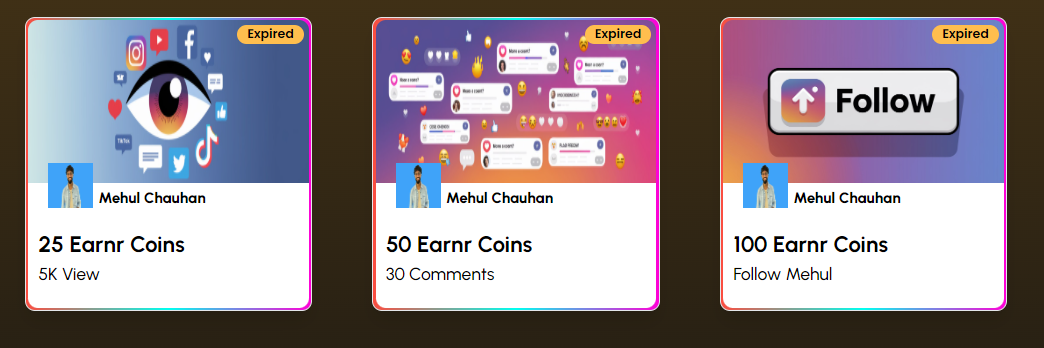 Expired
Mehul Chauhan
25 Earnr Coins
5K View
Expired
Mehul Chauhan
50 Earnr Coins
30 Comments
Expired
Follow
Mehul Chauhan
100 Earnr Coins
Follow Mehul